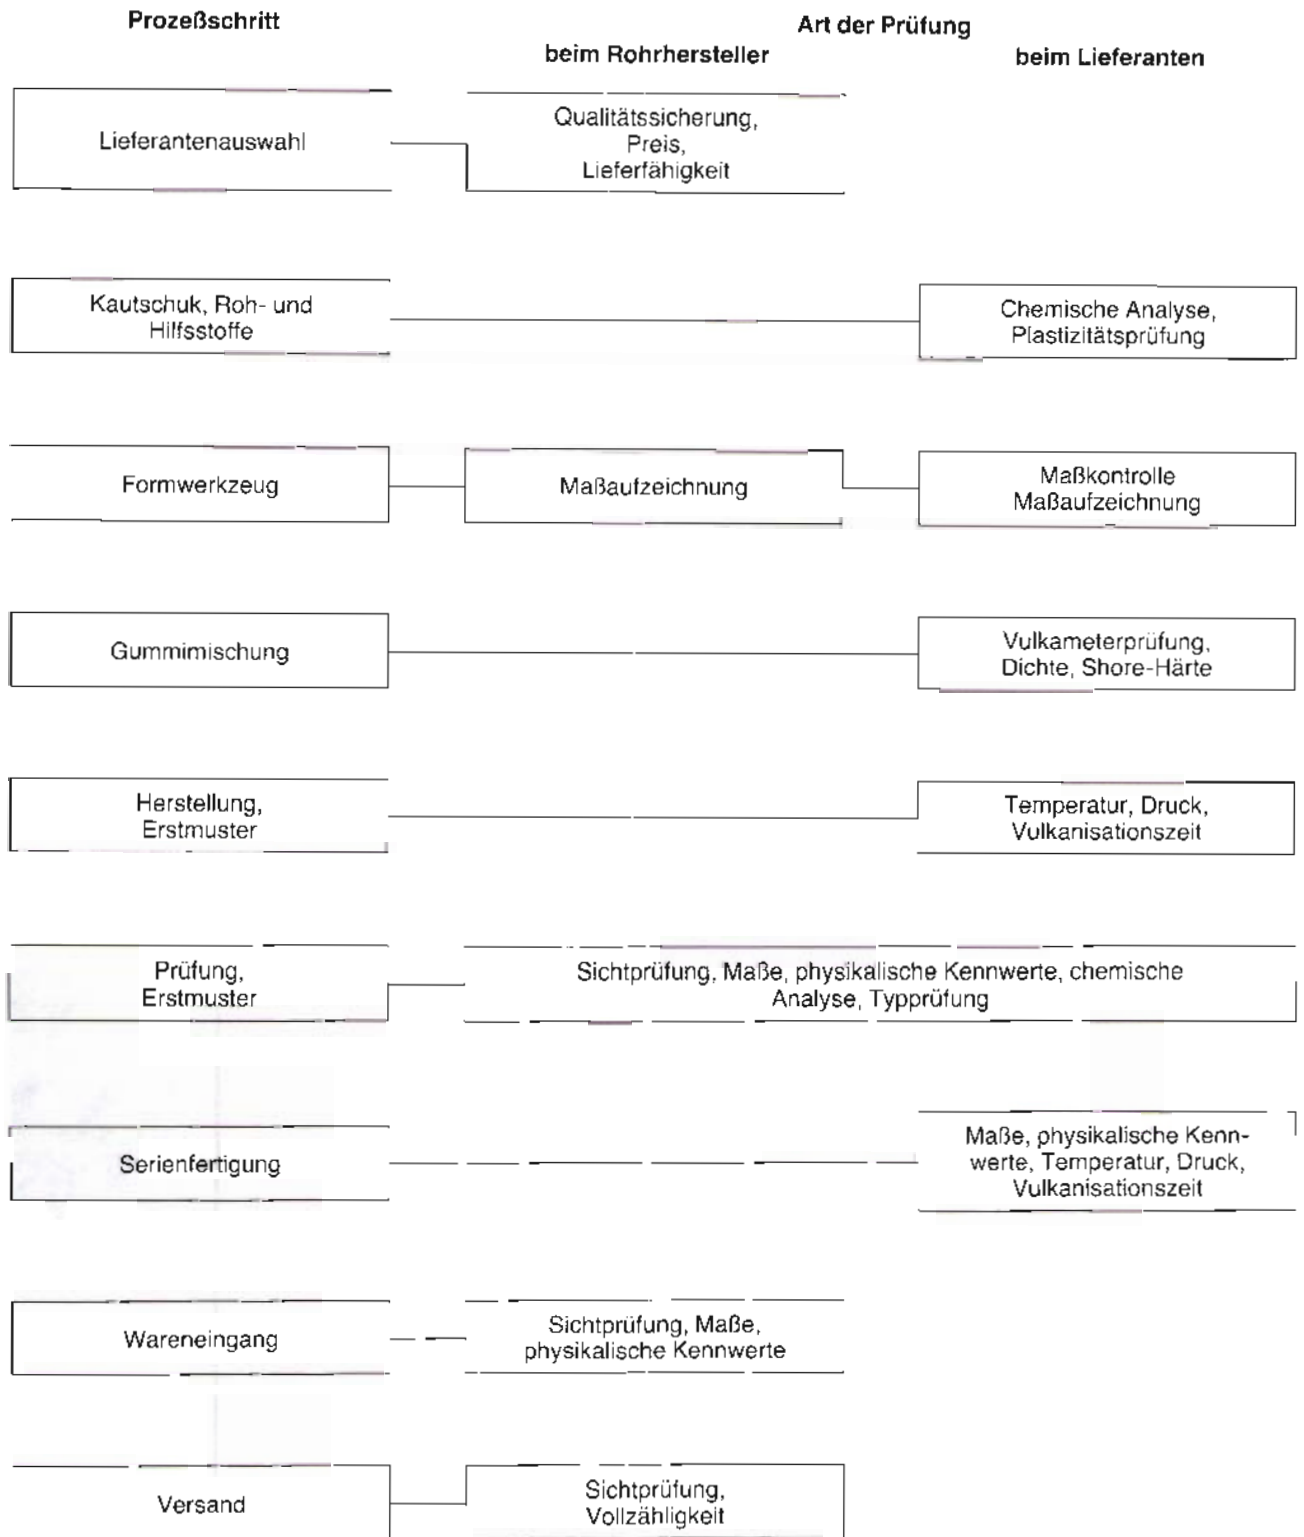 Prozeßschritt
Art der Prüfung
beim Rohrhersteller
beim Lieferanten
Lieferantenauswahl
Qualitätssicherung,
Preis,
Lieferfähigkeit
Kautschuk, Roh- und
Hilfsstoffe
Chemische Analyse,
Plastizitätsprüfung
Formwerkzeug
Maßaufzeichnung
Maßkontrolle
Maßaufzeichnung
Gummimischung
Vulkameterprüfung,
Dichte, Shore-Härte
Herstellung,
Erstmuster
Temperatur, Druck,
Vulkanisationszeit
Prüfung,
Erstmuster
Sichtprüfung, Maße, physikalische Kennwerte, chemische
Analyse, Typprüfung
Serienfertigung
Maße, physikalische Kenn-
werte, Temperatur, Druck,
Vulkanisationszeit
Wareneingang
Sichtprüfung, Maße,
physikalische Kennwerte
Versand
Sichtprüfung,
Vollzähligkeit